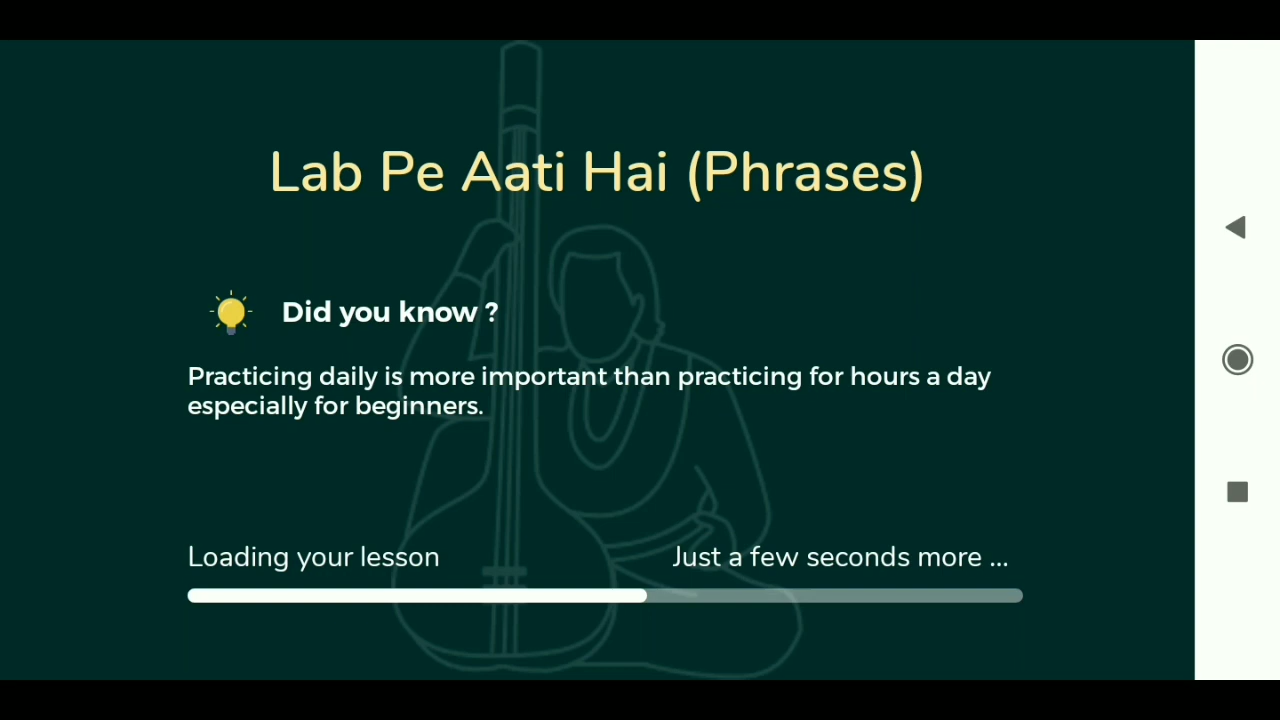 Lab Pe Aati Hai (Phrases)
Did you know ?
Practicing daily is more important than practicing for hours a day
especially for beginners.
Loading your lesson
Just a few seconds more ...